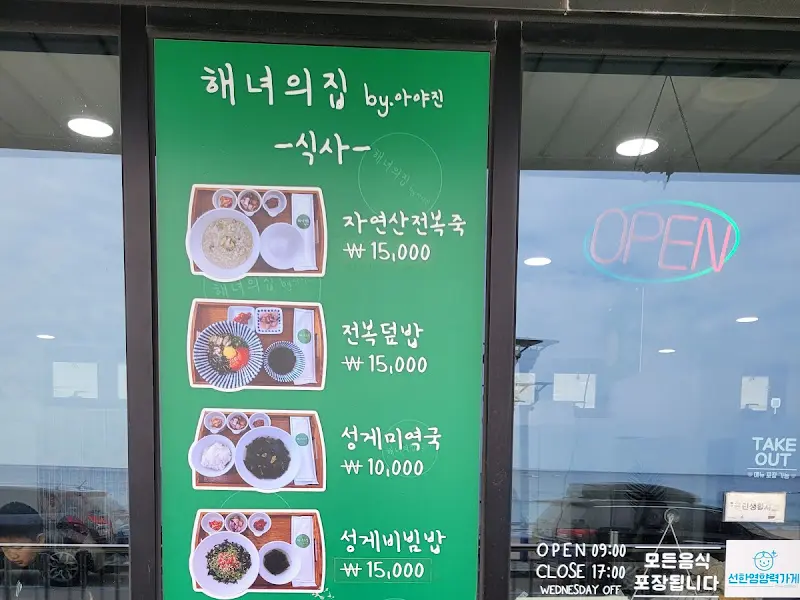 해녀의집 by.아야진
-식사-
자연산전복죽
₩ 15,000
전복덮밥
₩ 15,000
성게미역국
₩ 10,000
성게비빔밥
₩ 15,000
OPEN
TAKE
OUT
OPEN 09:00
CLOSE 17:00
WEDNESDAY OFF
모든음식
포장됩니다
선한영향력가게